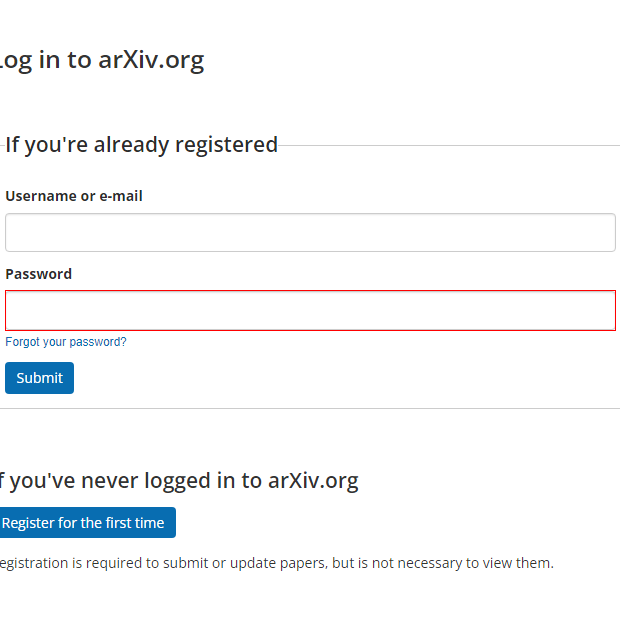 Log in to arXiv.org
If you're already registered
Username or e-mail
Password
Forgot your password?
Submit
f you've never logged in to arXiv.org
Register for the first time
egistration is required to submit or update papers, but is not necessary to view them.